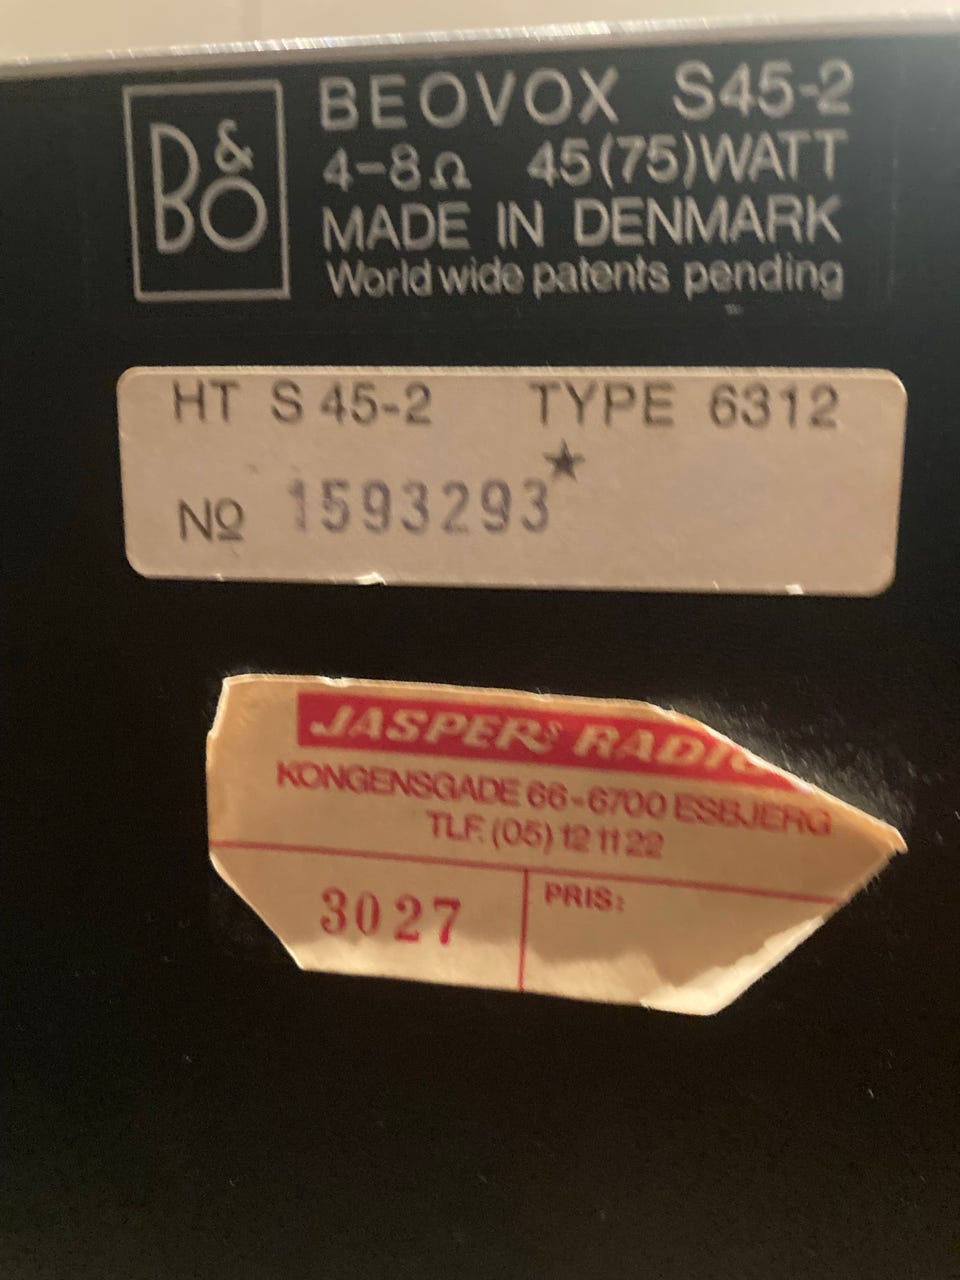 B&O
BEOVOX S45-2
4-8Ω 45(75)WATT
MADE IN DENMARK
World wide patents pending
HT S 45-2 TYPE 6312
★
Nº 1593293
JASPERS RADIO
KONGENSGADE 66-6700 ESBJERG
TLF. (05) 12 11 22
3027
PRIS: